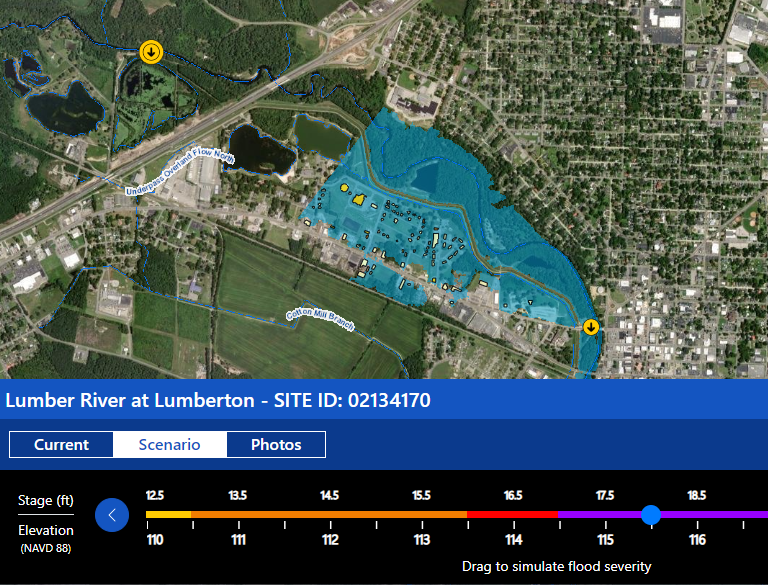 Underpass Overland Flow North
Cotton Mill Branch
Lumber River at Lumberton - SITE ID: 02134170
Current Scenario Photos
Stage (ft) 12.5 13.5 14.5 15.5 16.5 17.5 18.5
Elevation
(NAVD 88) 110 111 112 113 114 115 116
Drag to simulate flood severity